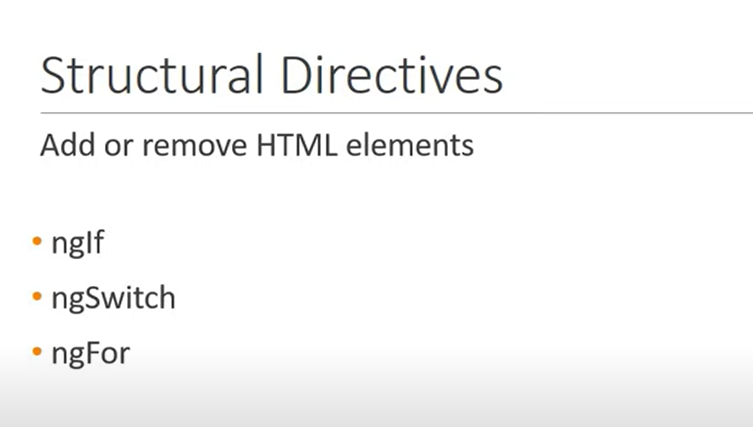 Structural Directives
Add or remove HTML elements
• ngIf
• ngSwitch
• ngFor